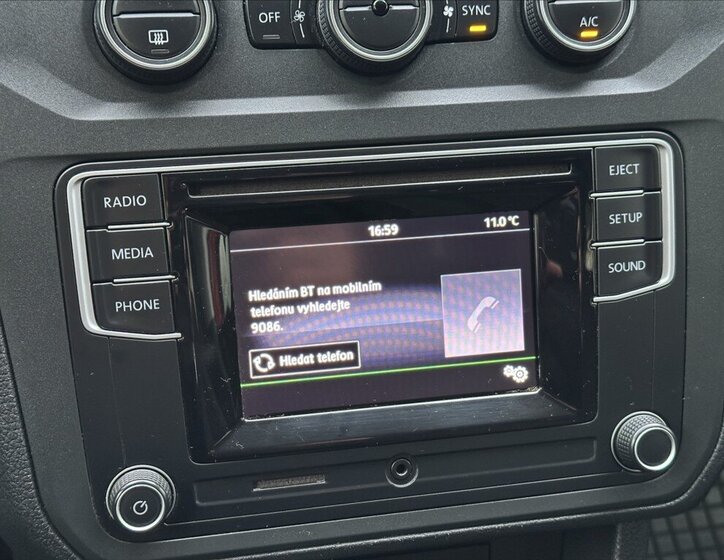 OFF
SYNC
A/C
RADIO
MEDIA
PHONE
EJECT
SETUP
SOUND
16:59
11.0 °C
Hledáním BT na mobilním
telefonu vyhledejte
9086.
Hledat telefon